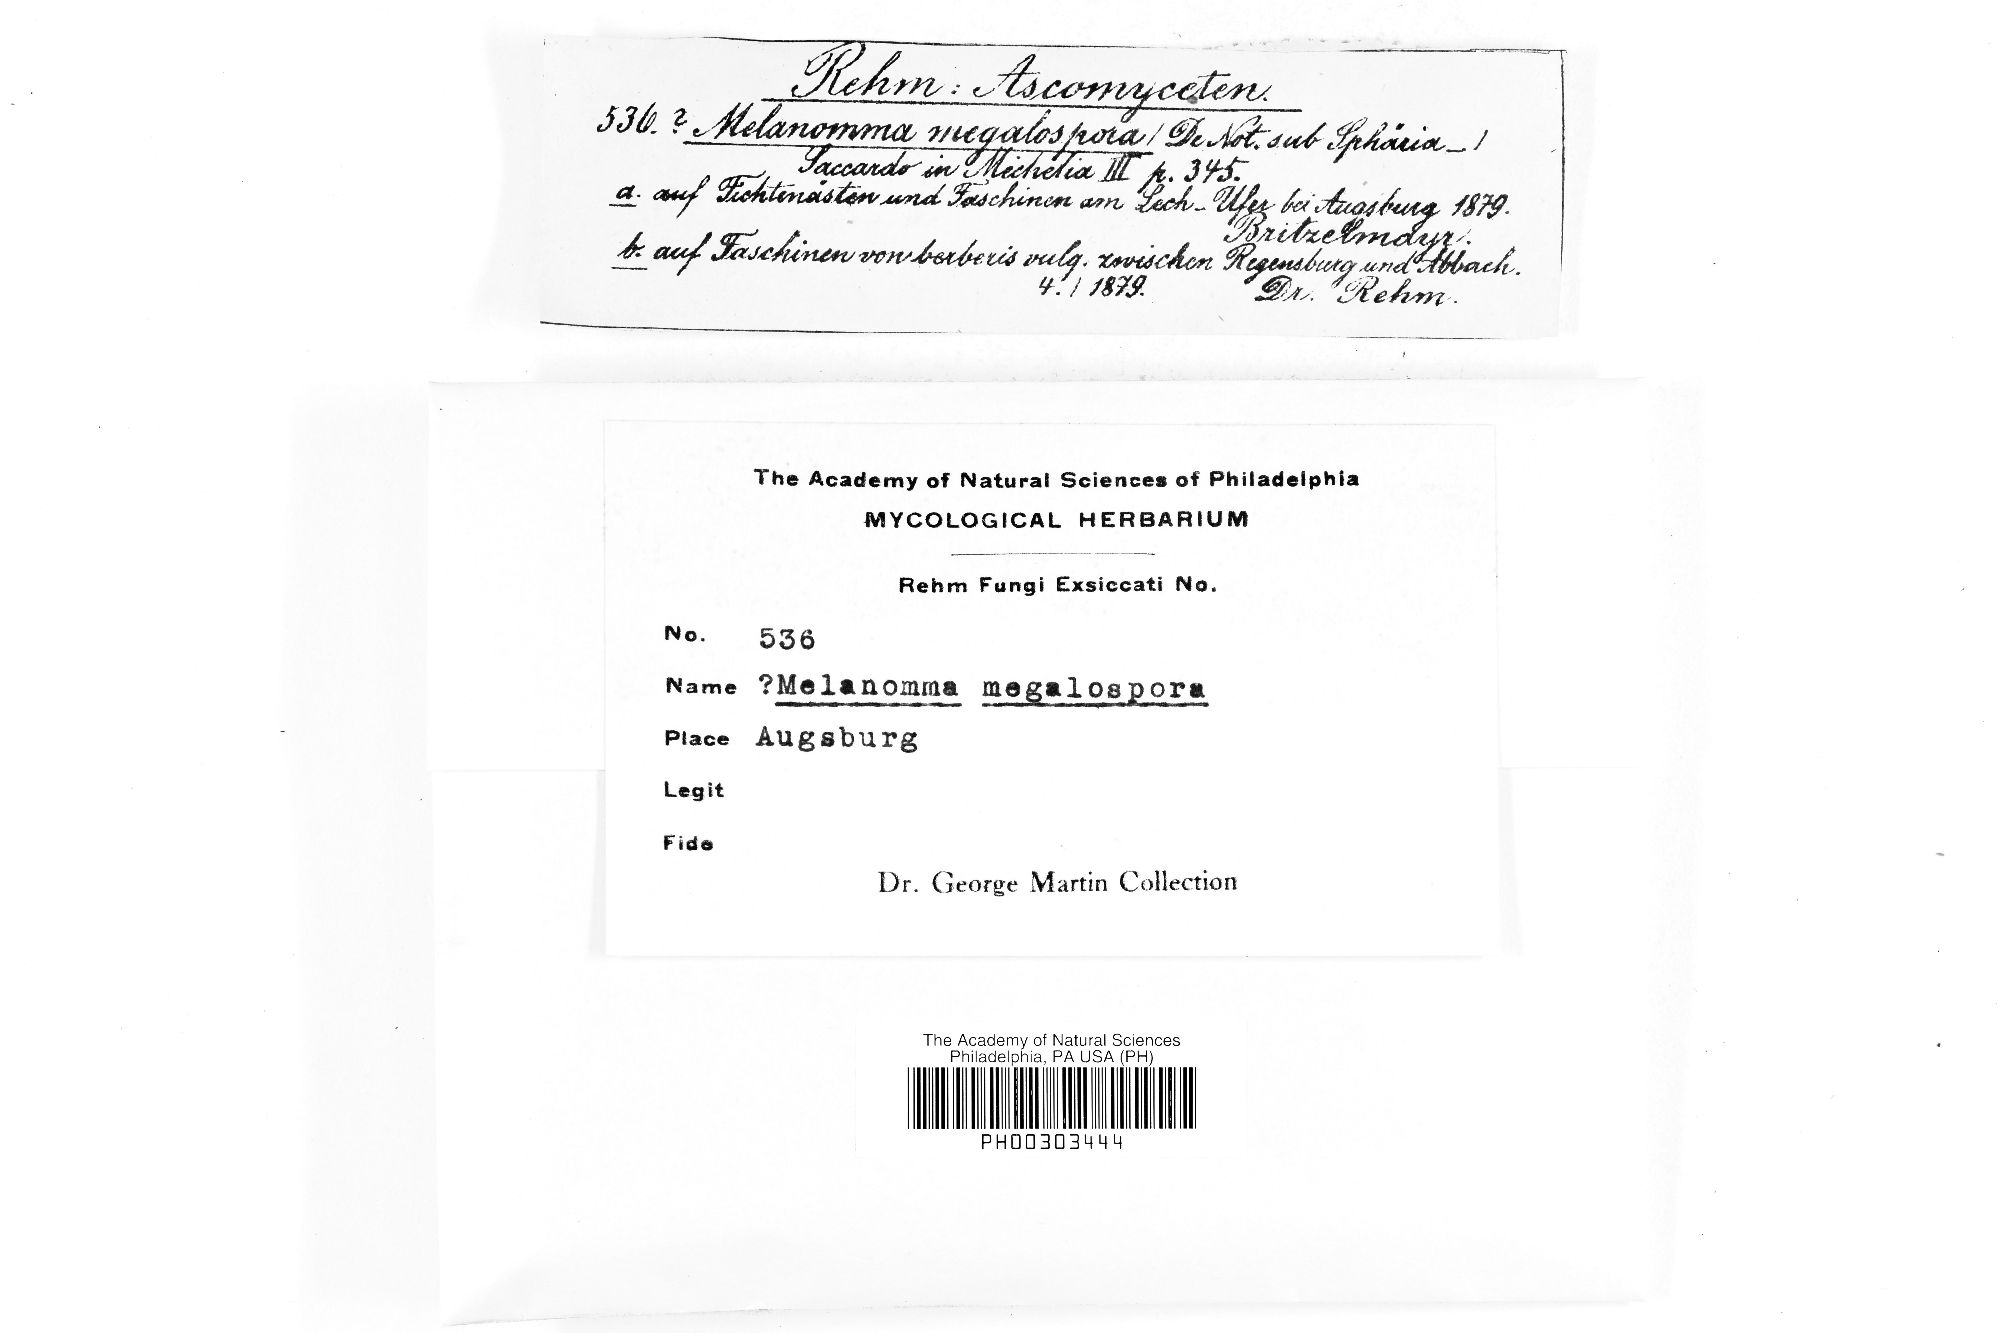 Rehm: Ascomyceten.
536. ? Melanomma megalospora / De Not. sub Sphäria _ /
Saccardo in Michelia III p. 345.
a. auf Fichtenästen und Faschinen am Lech-Ufer bei Augsburg 1879.
Britzelmayr.
b. auf Faschinen von berberis vulg. zwischen Regensburg und Abbach.
4. / 1879. Dr. Rehm.
The Academy of Natural Sciences of Philadelphia
MYCOLOGICAL HERBARIUM
Rehm Fungi Exsiccati No.
No. 536
Name ?Melanomma megalospora
Place Augsburg
Legit
Fide
Dr. George Martin Collection
The Academy of Natural Sciences
Philadelphia, PA USA (PH)
PH00303444